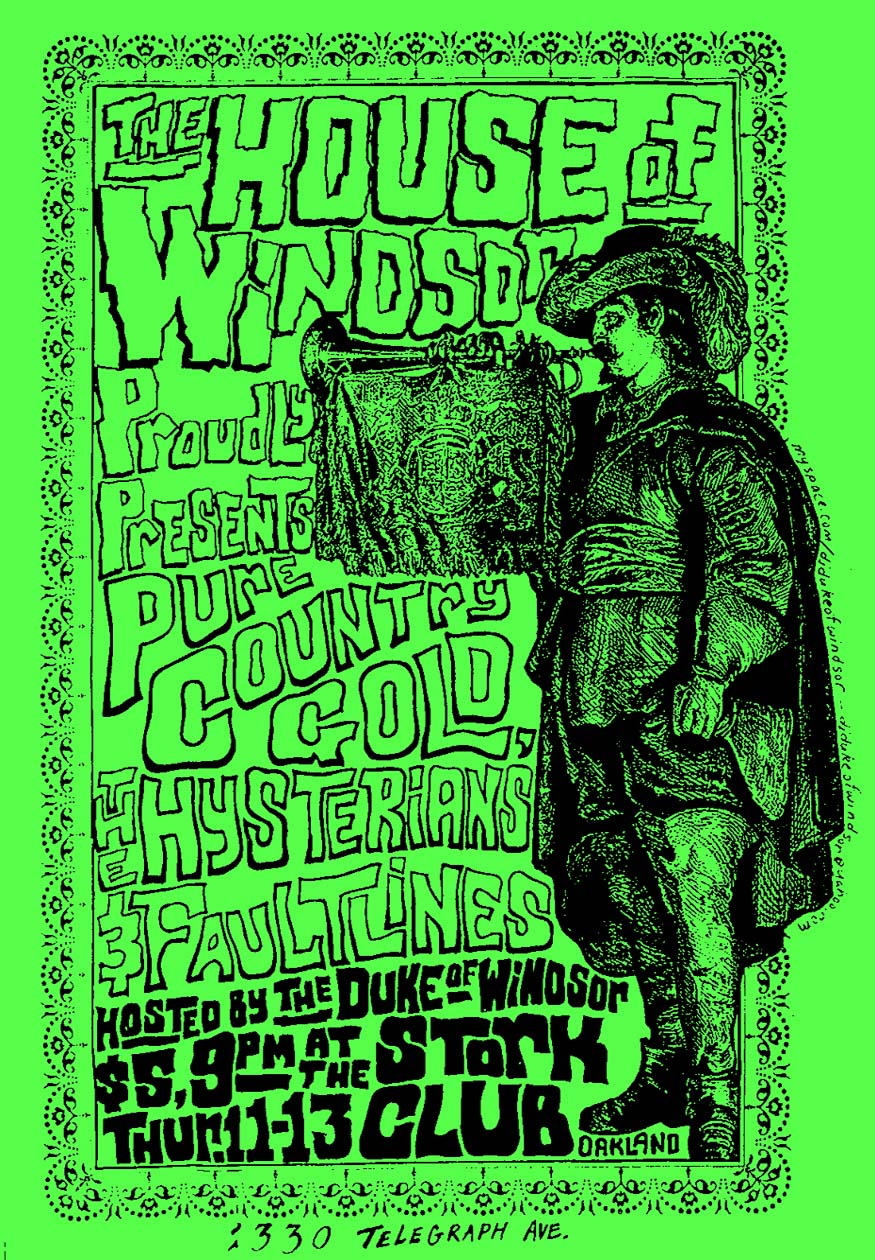 THE HOUSE OF
WiNDSOr
ProudLy
PrESENTS
PUrE
COUNTry
GOLD,
THE HYSTERiANS
& FAULTLiNES
HOSTED BY THE DUKE OF WiNDSOr
$5, 9PM AT THE STOrK
THUr. 11-13 CLUB
OAKLAND
330 TELEGRAPH AVE.